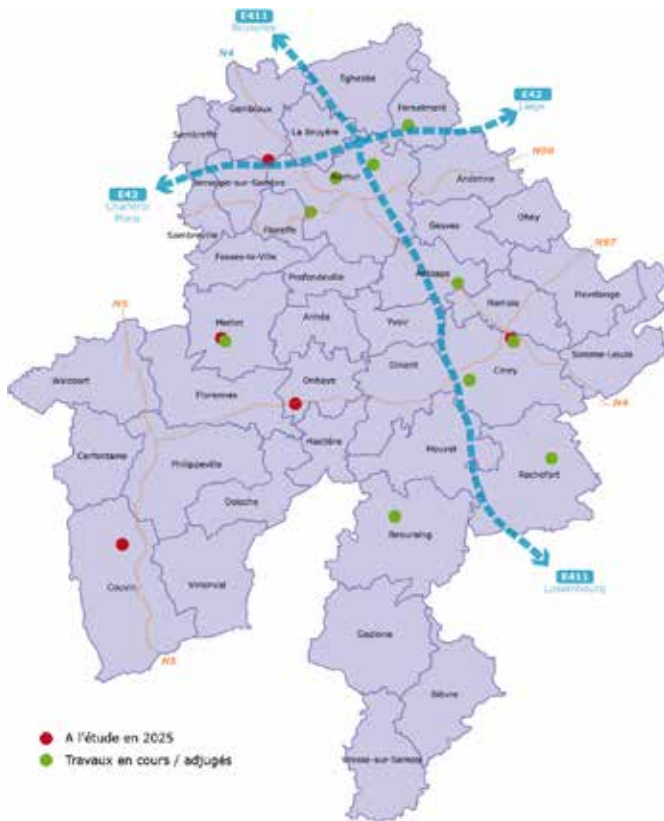 E411
Bruxelles
N4
Eghezée
Gembloux
Fernelmont
E42
Liège
La Bruyère
Sambreffe
N90
Namur
Andenne
Jemeppe-sur-Sambre
E42
Charleroi
Mons
Ohey
Gesves
Sambreville
Floreffe
N97
Fosses-la-Ville
Assesse
Profondeville
Havelange
Hamois
N5
Mettet
Anhée
Yvoir
Somme-Leuze
Ciney
Dinant
Onhaye
Walcourt
Florennes
N4
Hastière
Houyet
Cerfontaine
Philippeville
Rochefort
Doische
Beauraing
Couvin
Viroinval
E411
Luxembourg
Gedinne
N5
Bièvre
A l'étude en 2025
Travaux en cours / adjugés
Vresse-sur-Semois